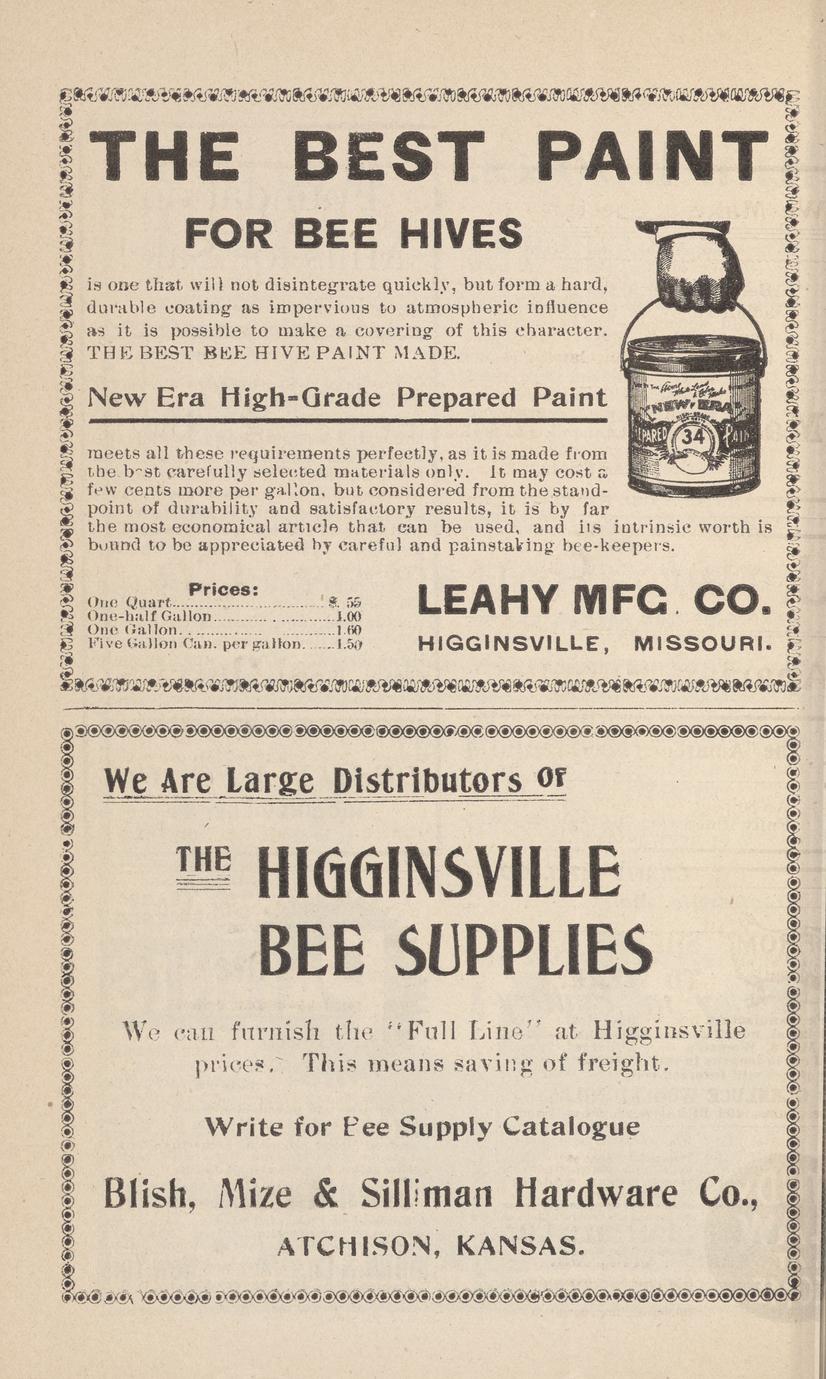 THE BEST PAINT
FOR BEE HIVES
is one that will not disintegrate quickly, but form a hard,
durable coating as impervious to atmospheric influence
as it is possible to make a covering of this character.
THE BEST BEE HIVE PAINT MADE.
New Era High-Grade Prepared Paint
meets all these requirements perfectly, as it is made from
the best carefully selected materials only. It may cost a
few cents more per gallon, but considered from the stand-
point of durability and satisfactory results, it is by far
the most economical article that can be used, and its intrinsic worth is
bound to be appreciated by careful and painstaking bee-keepers.
NEW ERA
PREPARED PAINT
34
Prices:
One Quart........................$ .55
One-half Gallon.....................1.00
One Gallon........................1.60
Five Gallon Can. per gallon.......1.50
LEAHY MFG. CO.
HIGGINSVILLE, MISSOURI.
We Are Large Distributors of
THE HIGGINSVILLE
BEE SUPPLIES
We can furnish the "Full Line" at Higginsville
prices. This means saving of freight.
Write for Bee Supply Catalogue
Blish, Mize & Silliman Hardware Co.,
ATCHISON, KANSAS.